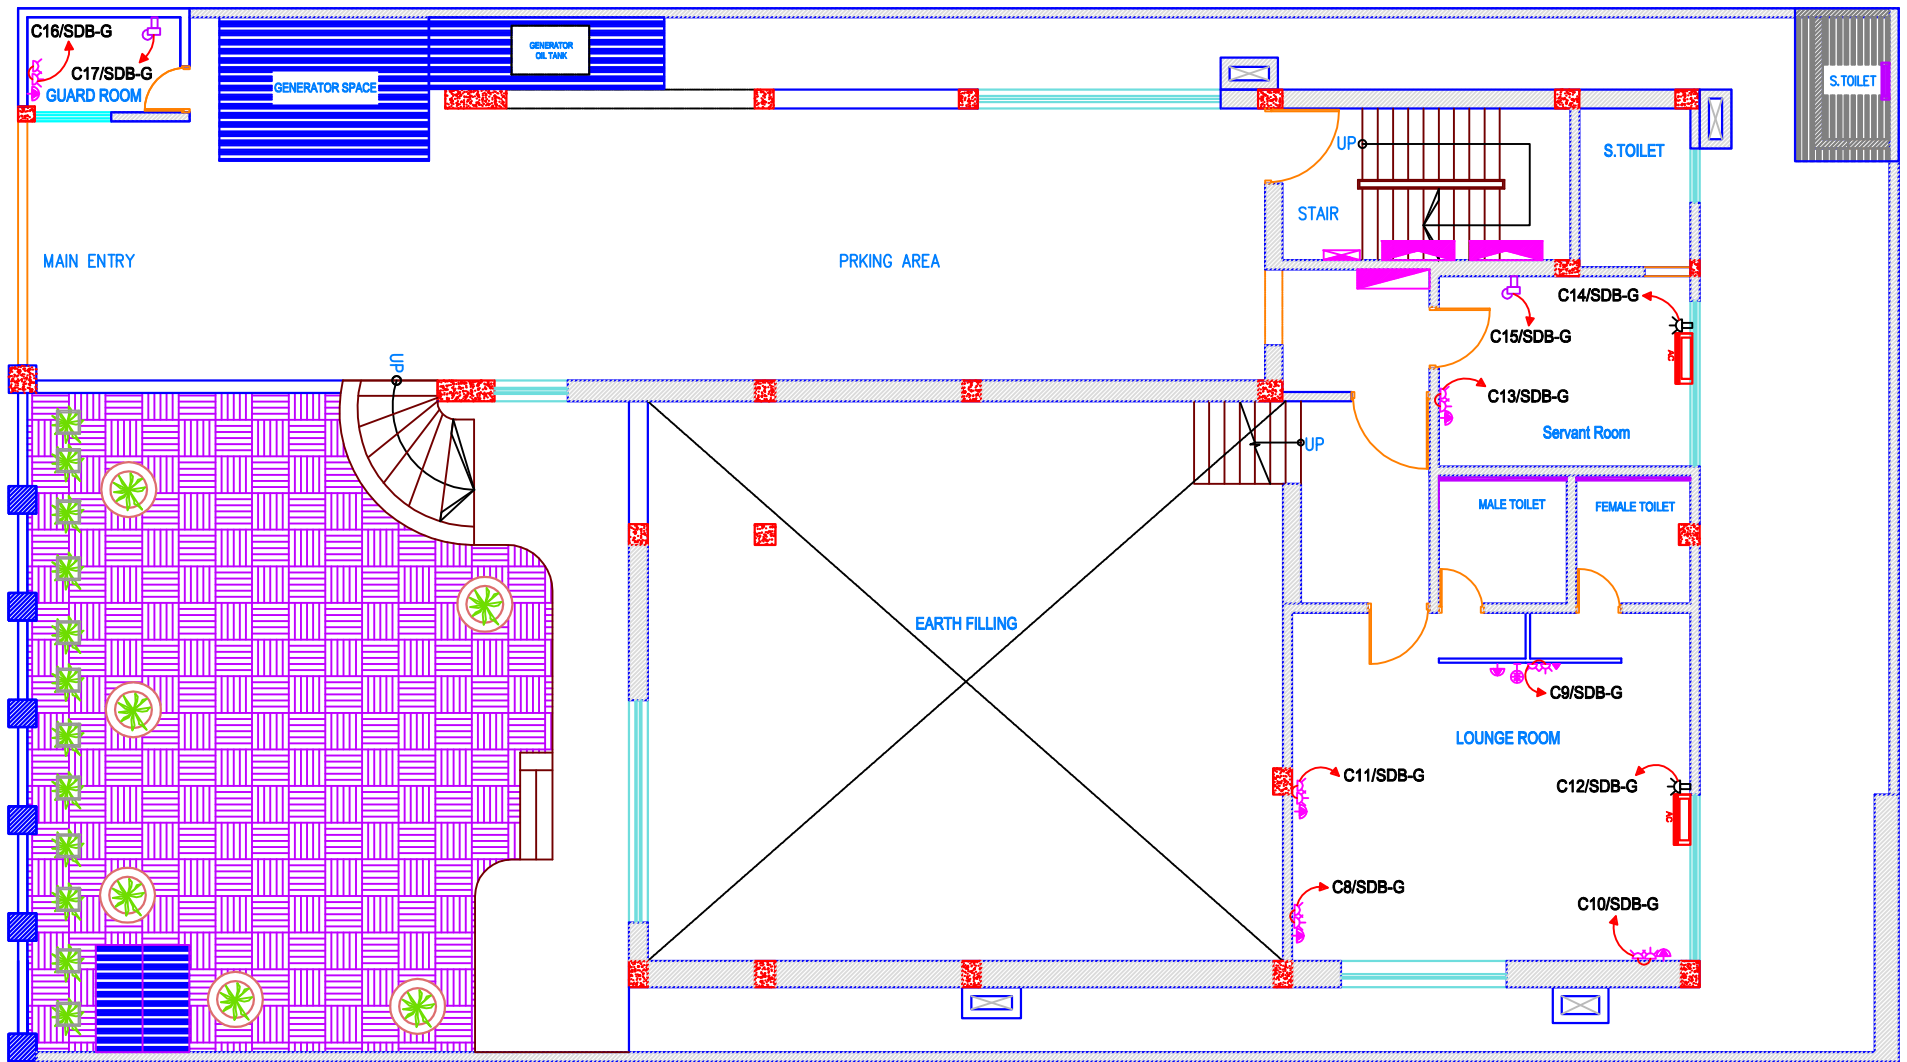 C16/SDB-G
C17/SDB-G
GUARD ROOM
GENERATOR SPACE
GENERATOR
OIL TANK
S.TOILET
UP
S.TOILET
STAIR
MAIN ENTRY
PRKING AREA
C14/SDB-G
C15/SDB-G
AC
UP
C13/SDB-G
Servant Room
UP
MALE TOILET
FEMALE TOILET
EARTH FILLING
C9/SDB-G
LOUNGE ROOM
C11/SDB-G
C12/SDB-G
AC
C8/SDB-G
C10/SDB-G